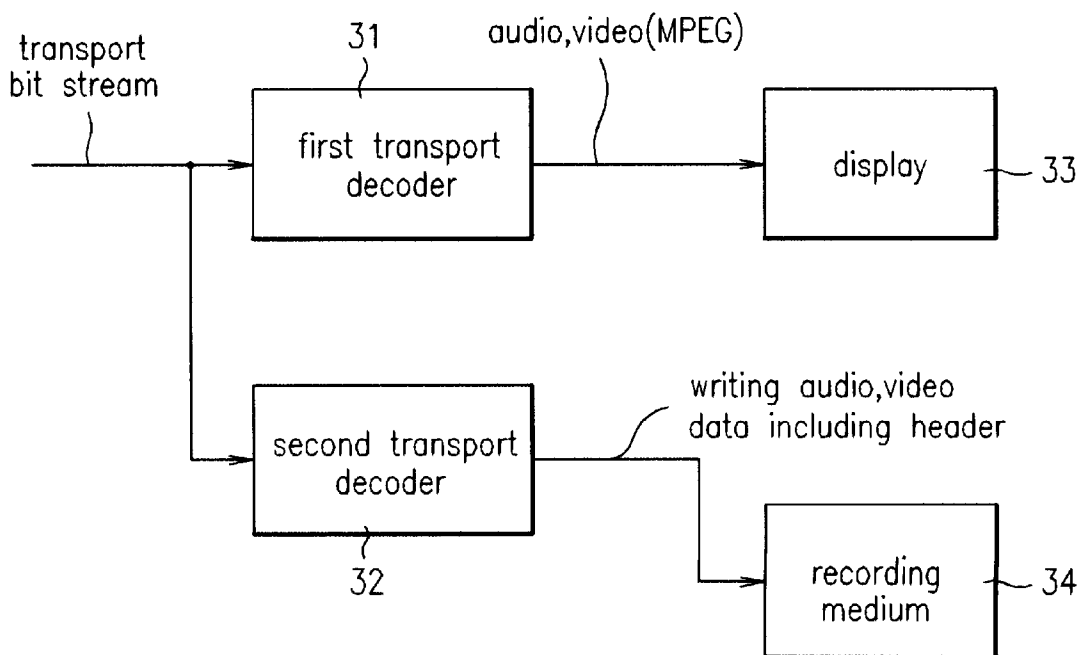 transport
bit stream
31
audio,video(MPEG)
first transport
decoder
display
33
second transport
decoder
32
writing audio,video
data including header
recording
medium
34